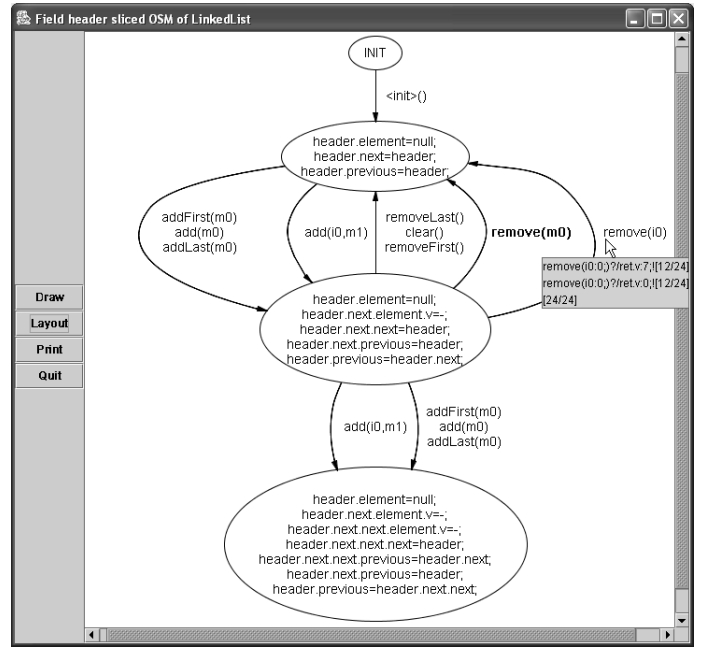 Field header sliced OSM of LinkedList
INIT
<init>()
header.element=null;
header.next=header;
header.previous=header;
addFirst(m0)
add(m0)
addLast(m0)
add(i0,m1)
removeLast()
clear()
removeFirst()
remove(m0)
remove(i0)
remove(i0:0;)?/ret.v:7;![12/24]
remove(i0:0;)?/ret.v:0;![12/24]
[24/24]
Draw
Layout
Print
Quit
header.element=null;
header.next.element.v=-;
header.next.next=header;
header.next.previous=header;
header.previous=header.next;
add(i0,m1)
addFirst(m0)
add(m0)
addLast(m0)
header.element=null;
header.next.element.v=-;
header.next.next.element.v=-;
header.next.next.next=header;
header.next.next.previous=header.next;
header.next.previous=header;
header.previous=header.next.next;